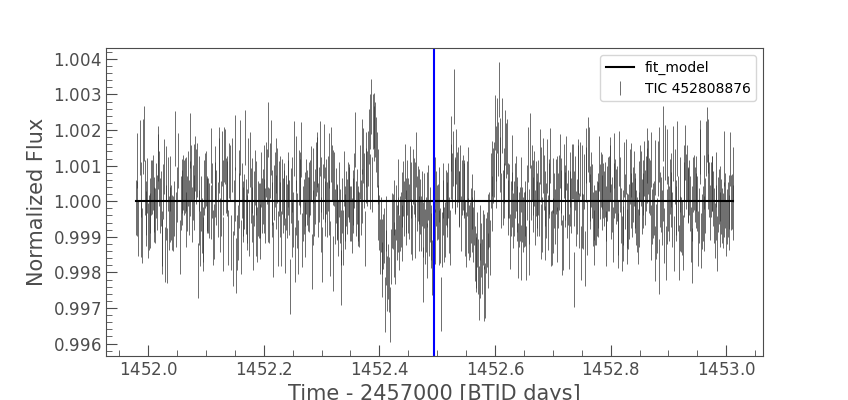 1.004
1.003
1.002
1.001
1.000
0.999
0.998
0.997
0.996
Normalized Flux
fit_model
TIC 452808876
1452.0 1452.2 1452.4 1452.6 1452.8 1453.0
Time - 2457000 [BTJD days]